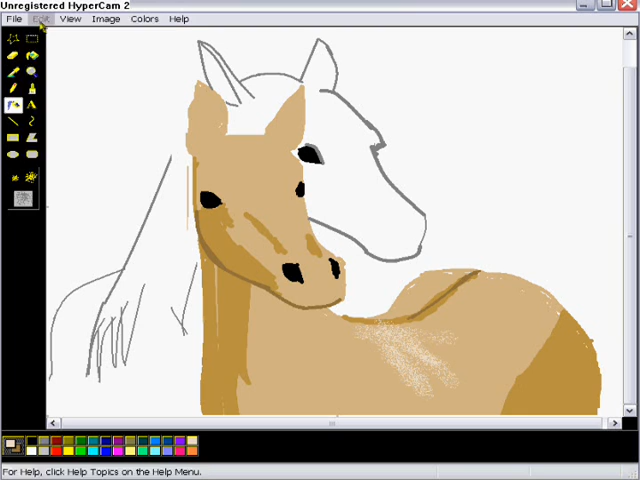 Unregistered HyperCam 2
File Edit View Image Colors Help
A
For Help, click Help Topics on the Help Menu.